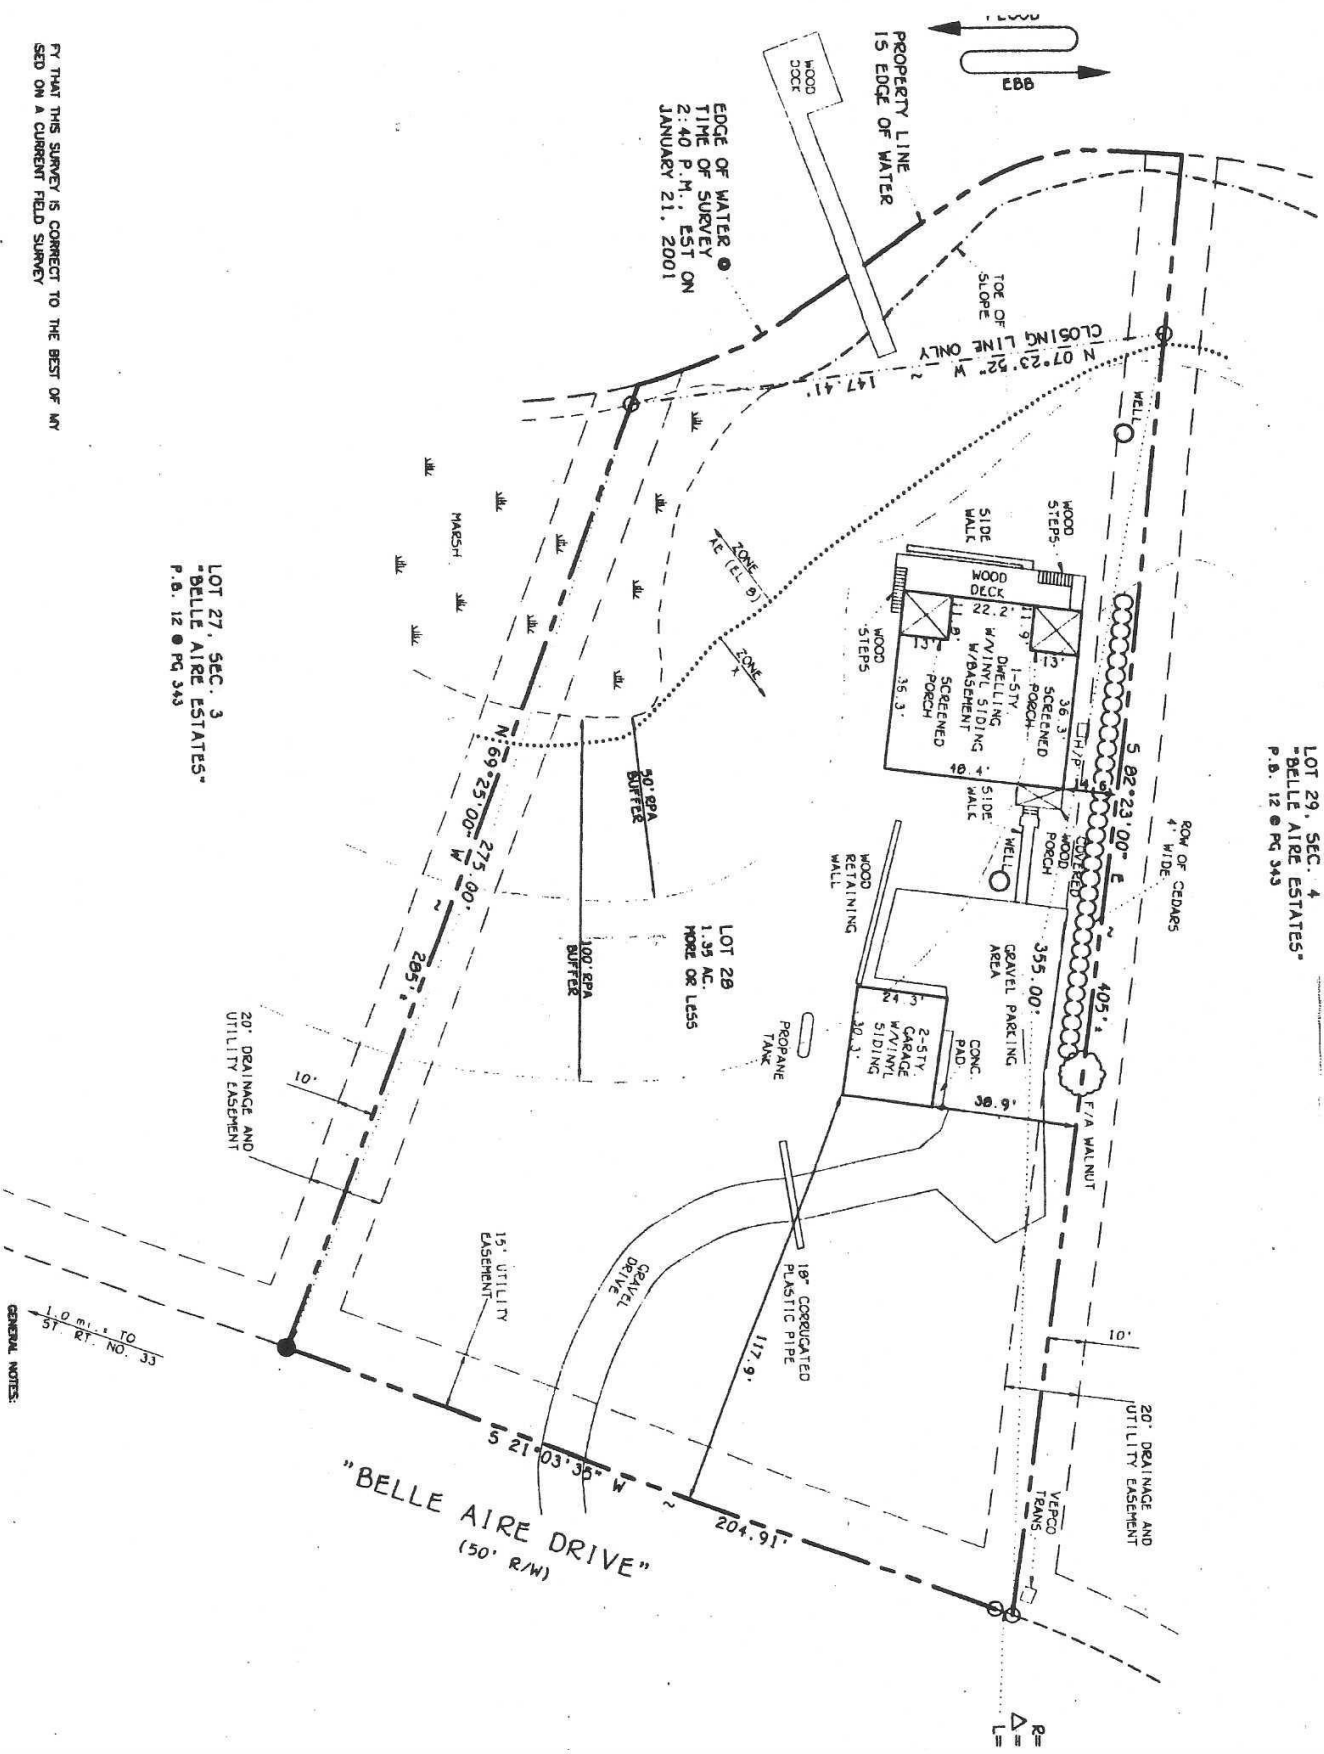 FLOOD
EBB
PROPERTY LINE
IS EDGE OF WATER
WOOD
DOCK
EDGE OF WATER @
TIME OF SURVEY
2:40 P.M., EST ON
JANUARY 21, 2001
TOE OF
SLOPE
N 07°23'52" W ~ 147.41'
CLOSING LINE ONLY
WELL
LOT 29, SEC. 4
"BELLE AIRE ESTATES"
P.B. 12 @ PG 343
ROW OF CEDARS
4' WIDE
S 82°23'00" E ~ 405'±
355.00'
WOOD
STEPS
SIDE
WALK
WOOD
DECK
22.2'
11.9'
11.8'
12'
13'
WOOD
STEPS
SCREENED
PORCH
SCREENED
PORCH
1-STY.
DWELLING
W/VINYL SIDING
W/BASEMENT
36.3'
35.3'
48.4'
H/P
SIDE
WALK
COVERED
WOOD
PORCH
WELL
GRAVEL PARKING
AREA
WOOD
RETAINING
WALL
24.3'
30.3'
2-STY.
GARAGE
W/VINYL
SIDING
CONC.
PAD
38.9'
F/A WALNUT
PROPANE
TANK
ZONE
AE (EL 8)
ZONE
X
MARSH
50' RPA
BUFFER
100' RPA
BUFFER
LOT 28
1.35 AC.
MORE OR LESS
N 69°25'00" W ~ 285'±
275.00'
LOT 27, SEC. 3
"BELLE AIRE ESTATES"
P.B. 12 @ PG 343
20' DRAINAGE AND
UTILITY EASEMENT
10'
15' UTILITY
EASEMENT
GRAVEL
DRIVE
18" CORRUGATED
PLASTIC PIPE
117.9'
10'
20' DRAINAGE AND
UTILITY EASEMENT
VEPCO
TRANS.
S 21°03'35" W ~ 204.91'
"BELLE AIRE DRIVE"
(50' R/W)
1.0 mi.± TO
ST. RT. NO. 33
R=
Δ=
L=
FY THAT THIS SURVEY IS CORRECT TO THE BEST OF MY
SED ON A CURRENT FIELD SURVEY
GENERAL NOTES: